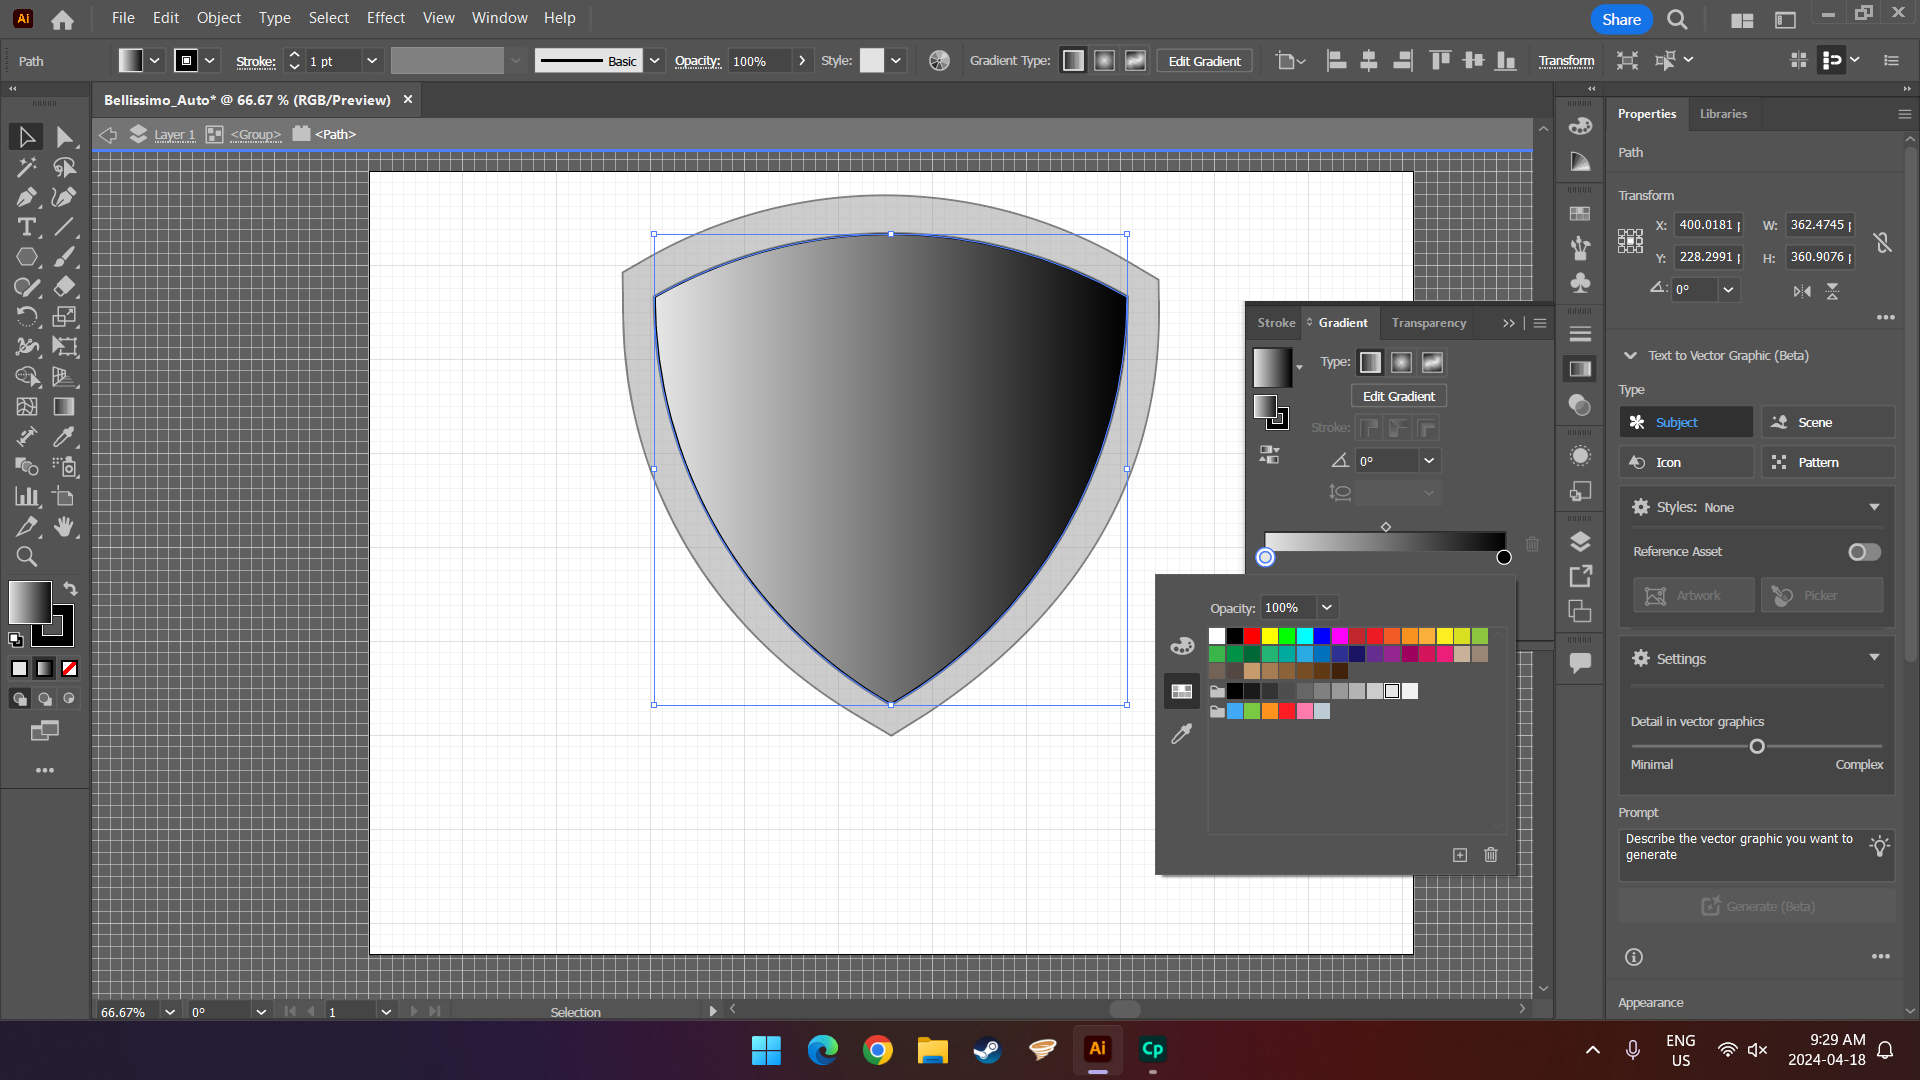 Ai File Edit Object Type Select Effect View Window Help Share
Path Stroke: 1 pt Basic Opacity: 100% Style: Gradient Type: Edit Gradient Transform
Bellissimo_Auto* @ 66.67 % (RGB/Preview)
Layer 1 <Group> <Path>
Properties Libraries
Path
Transform
X: 400.0181 W: 362.4745
Y: 228.2991 H: 360.9076
0°
Text to Vector Graphic (Beta)
Type
Subject Scene
Icon Pattern
Styles: None
Reference Asset
Artwork Picker
Settings
Detail in vector graphics
Minimal Complex
Prompt
Describe the vector graphic you want to
generate
Generate (Beta)
Appearance
Stroke Gradient Transparency
Type:
Edit Gradient
Stroke:
0°
Opacity: 100%
66.67% 0° 1 Selection
Ai Cp
ENG
US
9:29 AM
2024-04-18